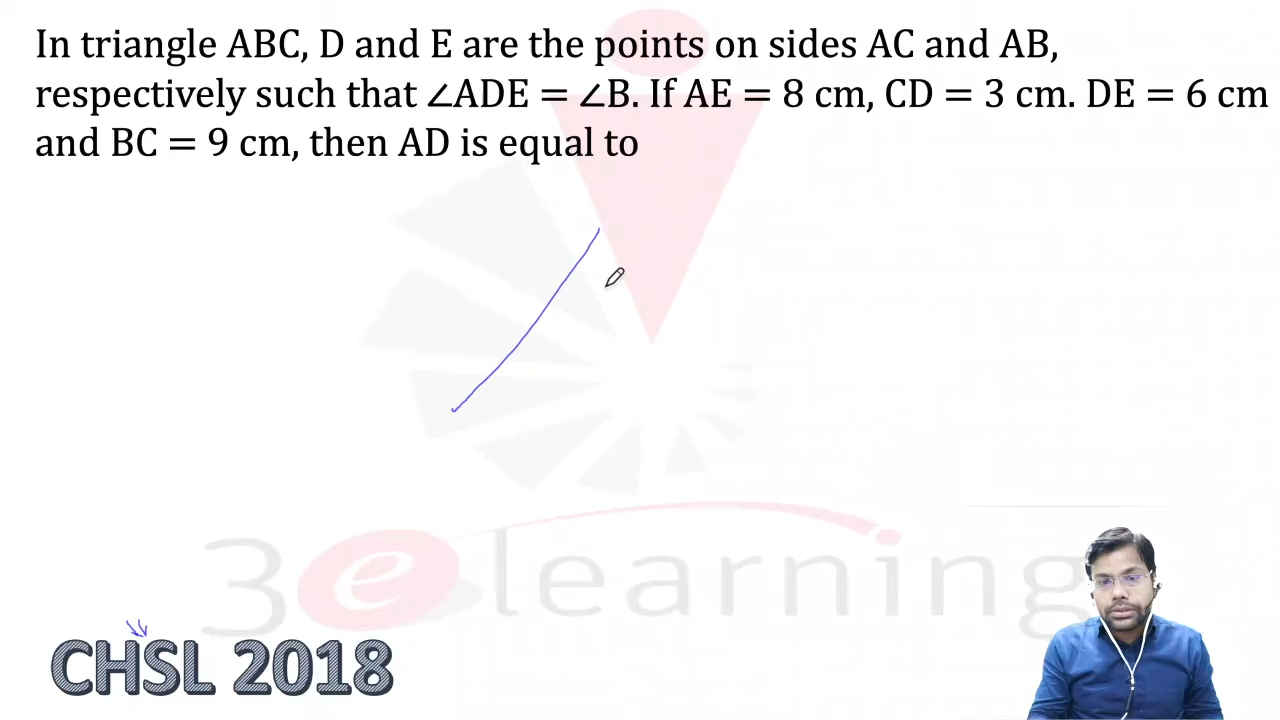 In triangle ABC, D and E are the points on sides AC and AB,
respectively such that ∠ADE = ∠B. If AE = 8 cm, CD = 3 cm. DE = 6 cm
and BC = 9 cm, then AD is equal to
3elearning
CHSL 2018